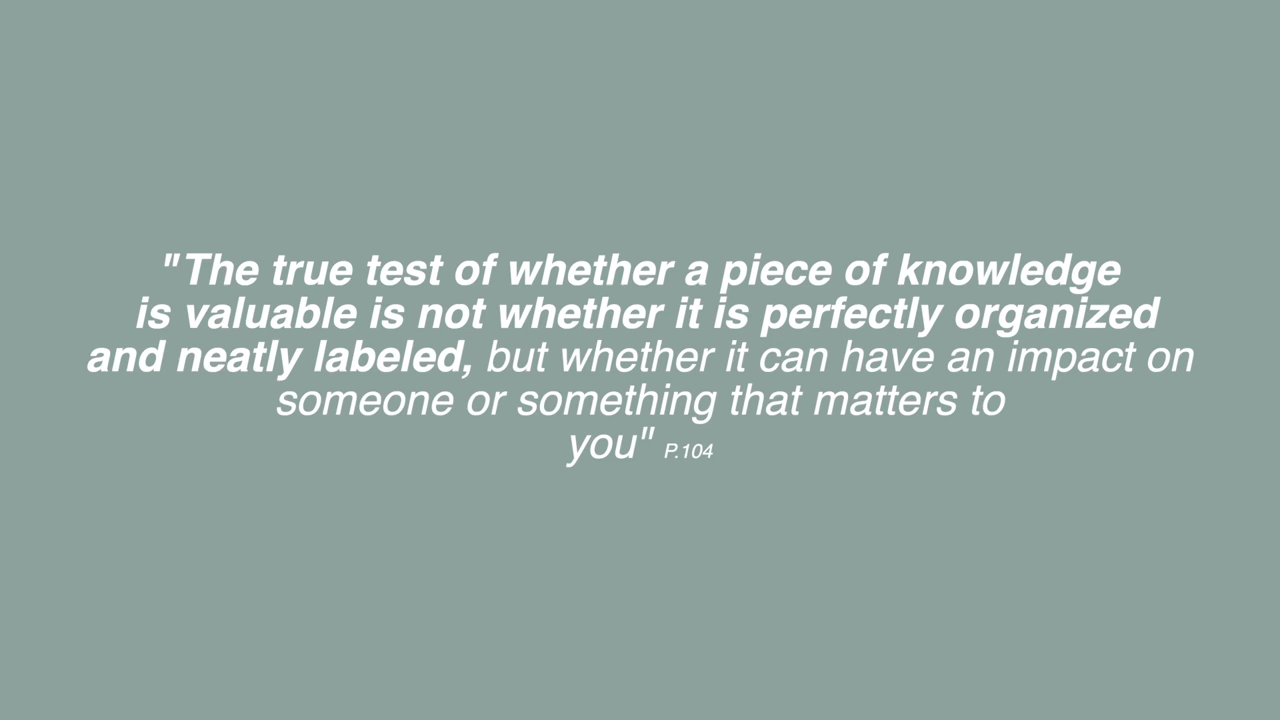 "The true test of whether a piece of knowledge
is valuable is not whether it is perfectly organized
and neatly labeled, but whether it can have an impact on
someone or something that matters to
you" P.104